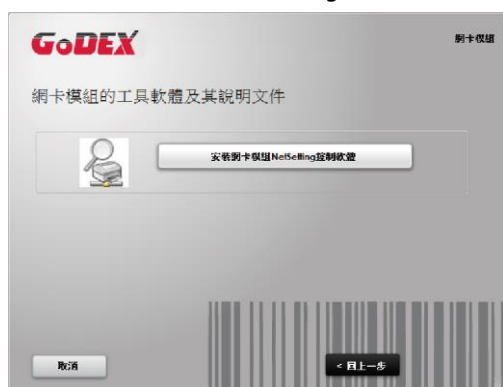 GoDEX
網卡模組
網卡模組的工具軟體及其說明文件
安裝網卡模組NetSetting控制軟體
取消
< 回上一步